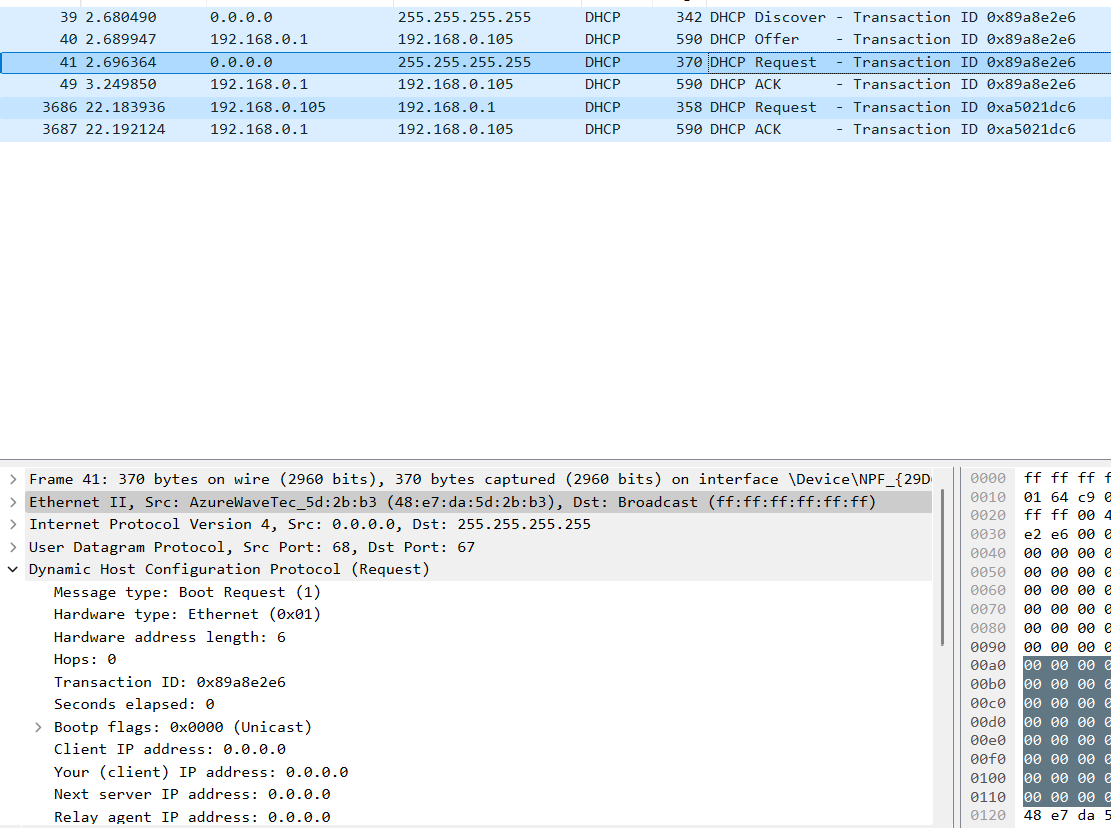 39 2.680490 0.0.0.0 255.255.255.255 DHCP 342 DHCP Discover - Transaction ID 0x89a8e2e6
40 2.689947 192.168.0.1 192.168.0.105 DHCP 590 DHCP Offer - Transaction ID 0x89a8e2e6
41 2.696364 0.0.0.0 255.255.255.255 DHCP 370 DHCP Request - Transaction ID 0x89a8e2e6
49 3.249850 192.168.0.1 192.168.0.105 DHCP 590 DHCP ACK - Transaction ID 0x89a8e2e6
3686 22.183936 192.168.0.105 192.168.0.1 DHCP 358 DHCP Request - Transaction ID 0xa5021dc6
3687 22.192124 192.168.0.1 192.168.0.105 DHCP 590 DHCP ACK - Transaction ID 0xa5021dc6
Frame 41: 370 bytes on wire (2960 bits), 370 bytes captured (2960 bits) on interface \Device\NPF_{29D
Ethernet II, Src: AzureWaveTec_5d:2b:b3 (48:e7:da:5d:2b:b3), Dst: Broadcast (ff:ff:ff:ff:ff:ff)
Internet Protocol Version 4, Src: 0.0.0.0, Dst: 255.255.255.255
User Datagram Protocol, Src Port: 68, Dst Port: 67
Dynamic Host Configuration Protocol (Request)
Message type: Boot Request (1)
Hardware type: Ethernet (0x01)
Hardware address length: 6
Hops: 0
Transaction ID: 0x89a8e2e6
Seconds elapsed: 0
Bootp flags: 0x0000 (Unicast)
Client IP address: 0.0.0.0
Your (client) IP address: 0.0.0.0
Next server IP address: 0.0.0.0
Relay agent IP address: 0.0.0.0
0000 ff ff ff f
0010 01 64 c9 0
0020 ff ff 00 4
0030 e2 e6 00 0
0040 00 00 00 0
0050 00 00 00 0
0060 00 00 00 0
0070 00 00 00 0
0080 00 00 00 0
0090 00 00 00 0
00a0 00 00 00 0
00b0 00 00 00 0
00c0 00 00 00 0
00d0 00 00 00 0
00e0 00 00 00 0
00f0 00 00 00 0
0100 00 00 00 0
0110 00 00 00 0
0120 48 e7 da 5